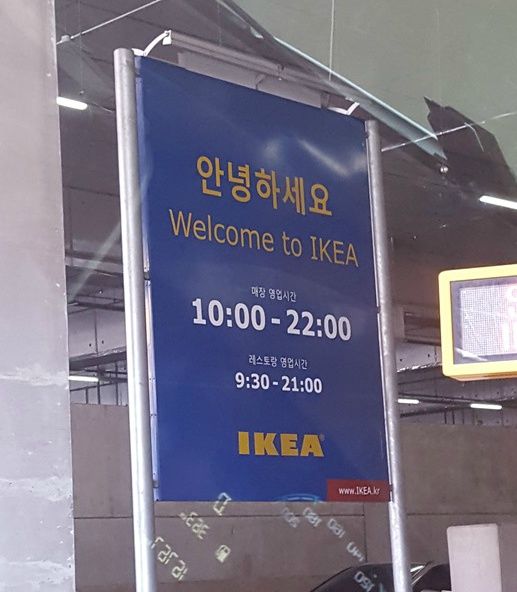 안녕하세요
Welcome to IKEA
매장 영업시간
10:00 - 22:00
레스토랑 영업시간
9:30 - 21:00
IKEA
www.IKEA.kr